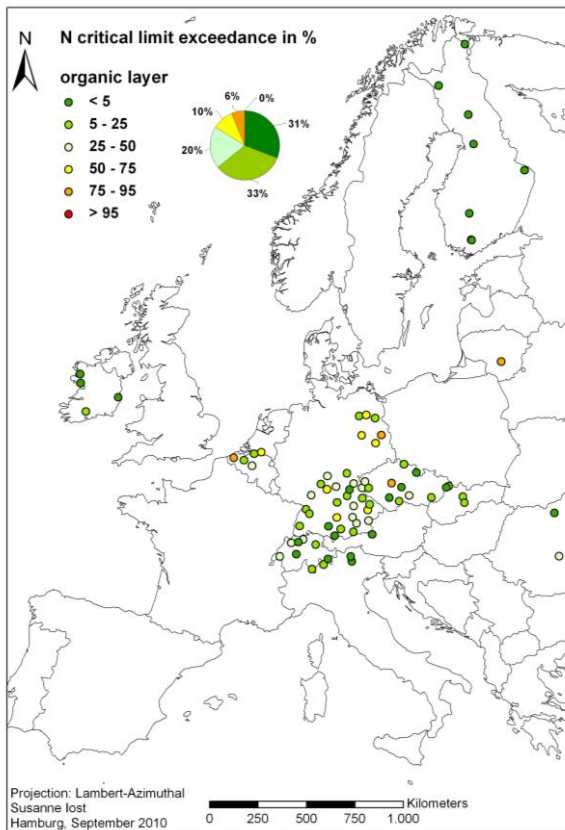 N
N critical limit exceedance in %
organic layer
< 5
5 - 25
25 - 50
50 - 75
75 - 95
> 95
6%
0%
10%
31%
20%
33%
Projection: Lambert-Azimuthal
Susanne Iost
Hamburg, September 2010
Kilometers
0 250 500 750 1.000